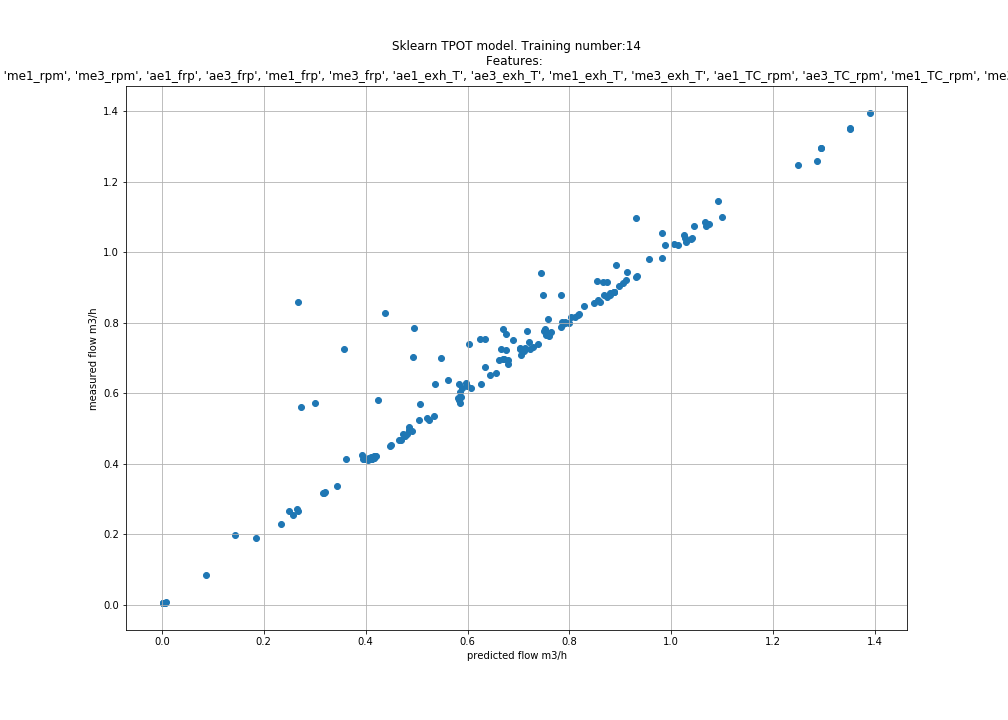 Sklearn TPOT model. Training number:14
Features:
'me1_rpm', 'me3_rpm', 'ae1_frp', 'ae3_frp', 'me1_frp', 'me3_frp', 'ae1_exh_T', 'ae3_exh_T', 'me1_exh_T', 'me3_exh_T', 'ae1_TC_rpm', 'ae3_TC_rpm', 'me1_TC_rpm', 'me
1.4
1.2
1.0
0.8
0.6
0.4
0.2
0.0
measured flow m3/h
0.0 0.2 0.4 0.6 0.8 1.0 1.2 1.4
predicted flow m3/h